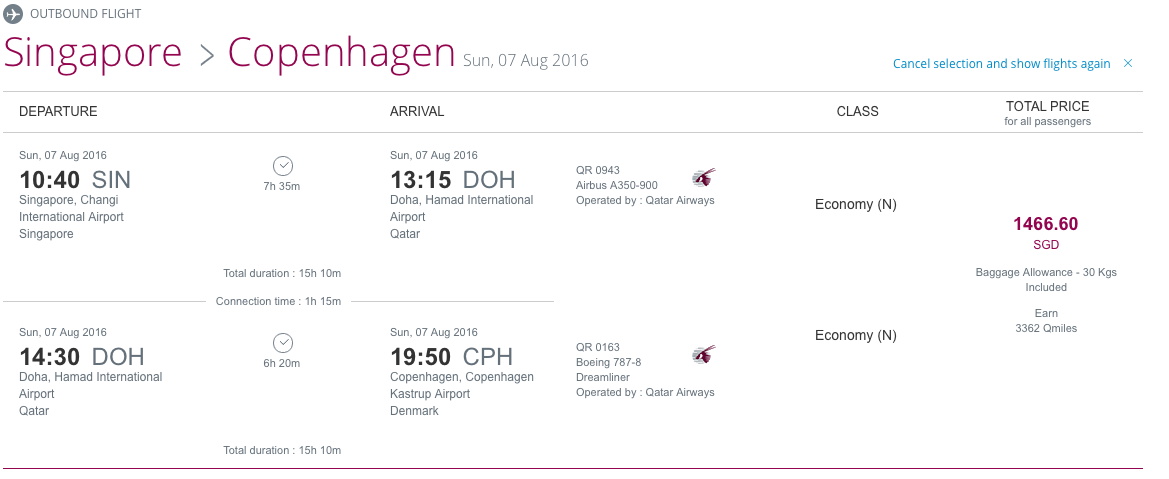 OUTBOUND FLIGHT
Singapore > Copenhagen Sun, 07 Aug 2016
Cancel selection and show flights again ×
DEPARTURE
ARRIVAL
CLASS
TOTAL PRICE
for all passengers
Sun, 07 Aug 2016
10:40 SIN
Singapore, Changi
International Airport
Singapore
7h 35m
Sun, 07 Aug 2016
13:15 DOH
Doha, Hamad International
Airport
Qatar
QR 0943
Airbus A350-900
Operated by : Qatar Airways
Economy (N)
1466.60
SGD
Baggage Allowance - 30 Kgs
Included
Earn
3362 Qmiles
Total duration : 15h 10m
Connection time : 1h 15m
Sun, 07 Aug 2016
14:30 DOH
Doha, Hamad International
Airport
Qatar
6h 20m
Sun, 07 Aug 2016
19:50 CPH
Copenhagen, Copenhagen
Kastrup Airport
Denmark
QR 0163
Boeing 787-8
Dreamliner
Operated by : Qatar Airways
Economy (N)
Total duration : 15h 10m